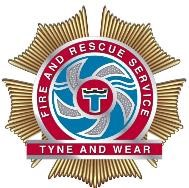 FIRE AND RESCUE SERVICE
T
TYNE AND WEAR